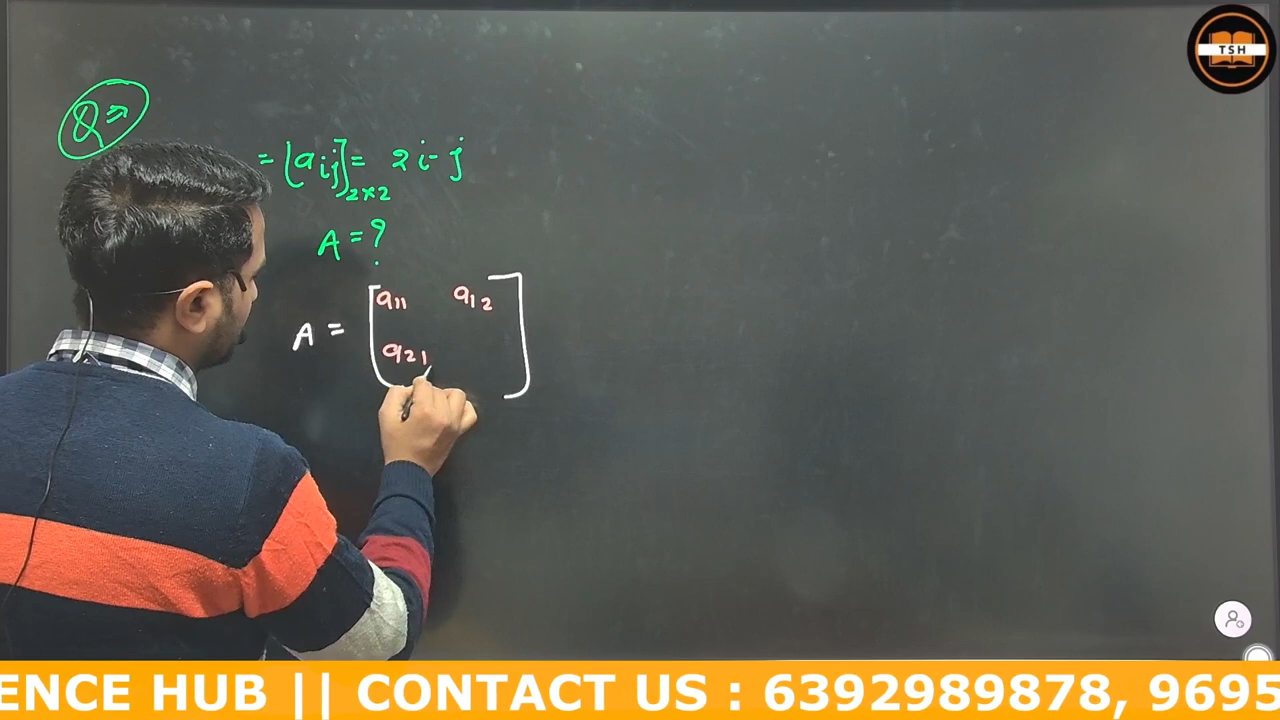 TSH
Q ⇒
= [aij]2×2 = 2i - j
A = ?
A = [a11 a12
a21 ]
ENCE HUB || CONTACT US : 6392989878, 9695